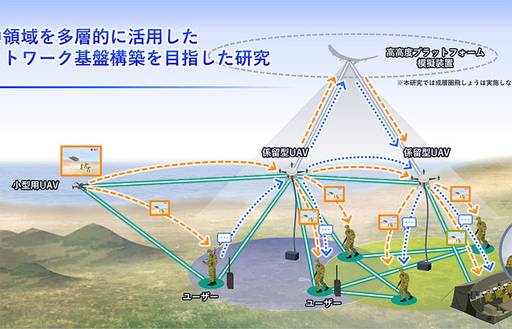 領域を多層的に活用した
トワーク基盤構築を目指した研究
高高度プラットフォーム
模擬装置
※本研究では成層圏飛しょうは実施しな
係留型UAV
係留型UAV
小型用UAV
ユーザー
ユーザー